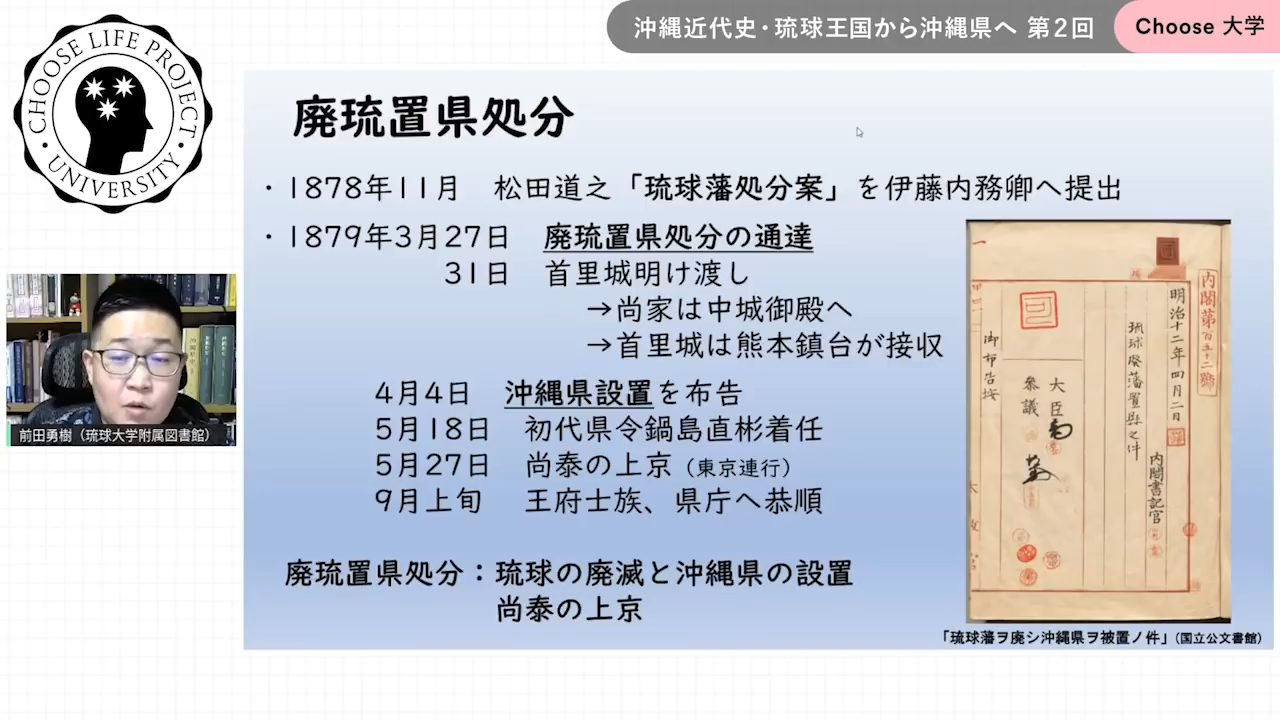 沖縄近代史・琉球王国から沖縄県へ 第2回
Choose 大学
CHOOSE LIFE PROJECT
・UNIVERSITY・
廃琉置県処分
・1878年11月 松田道之「琉球藩処分案」を伊藤内務卿へ提出
・1879年3月27日 廃琉置県処分の通達
31日 首里城明け渡し
→尚家は中城御殿へ
→首里城は熊本鎮台が接収
4月4日 沖縄県設置を布告
5月18日 初代県令鍋島直彬着任
5月27日 尚泰の上京（東京連行）
9月上旬 王府士族、県庁へ恭順
廃琉置県処分：琉球の廃滅と沖縄県の設置
尚泰の上京
内閣第
明治十二年四月二日
内閣書記官
琉球廃藩置縣之件
大臣
参議
御布告按
「琉球藩ヲ廃シ沖縄県ヲ被置ノ件」（国立公文書館）
前田勇樹（琉球大学附属図書館）